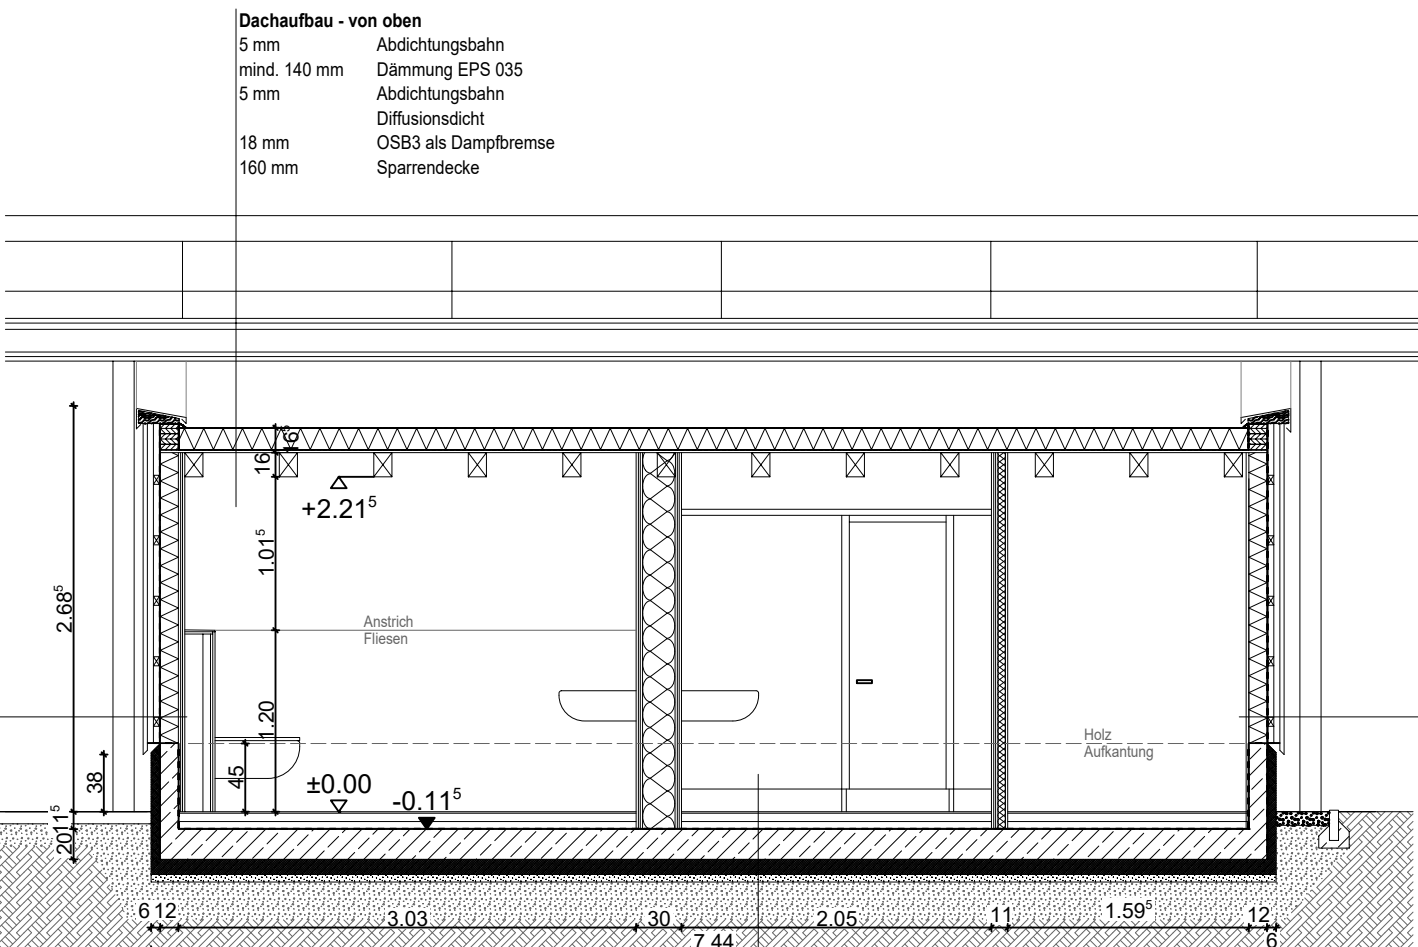 Dachaufbau - von oben
5 mm Abdichtungsbahn
mind. 140 mm Dämmung EPS 035
5 mm Abdichtungsbahn
Diffusionsdicht
18 mm OSB3 als Dampfbremse
160 mm Sparrendecke
16⁵
16
+2.21⁵
1.01⁵
2.68⁵
Anstrich
Fliesen
1.20
Holz
Aufkantung
45
38
±0.00
-0.11⁵
11⁵
20
6 12 3.03 30 2.05 11 1.59⁵ 12
7.44 6